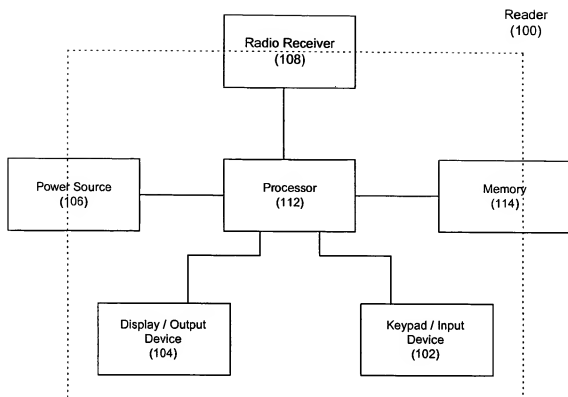 Reader
(100)
Radio Receiver
(108)
Power Source
(106)
Processor
(112)
Memory
(114)
Display / Output
Device
(104)
Keypad / Input
Device
(102)